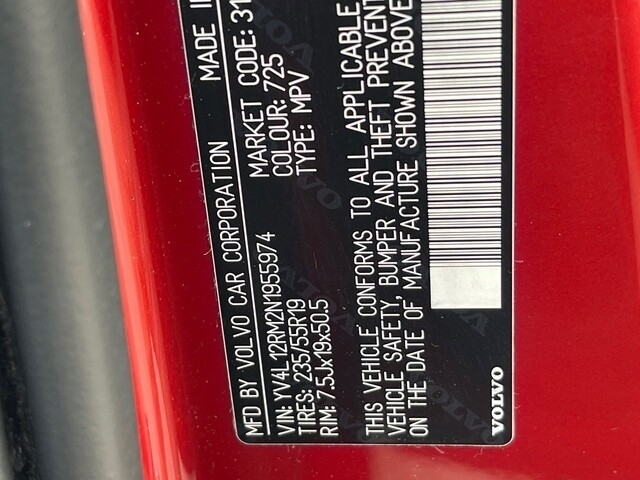 MFD BY VOLVO CAR CORPORATION MADE
VIN: YV4L12RM2N1955974 MARKET CODE: 31
TIRES: 235/55R19 COLOUR: 725
RIM: 7.5Jx19x50.5 TYPE: MPV
THIS VEHICLE CONFORMS TO ALL APPLICABLE
VEHICLE SAFETY, BUMPER AND THEFT PREVENT
ON THE DATE OF MANUFACTURE SHOWN ABOVE
VOLVO